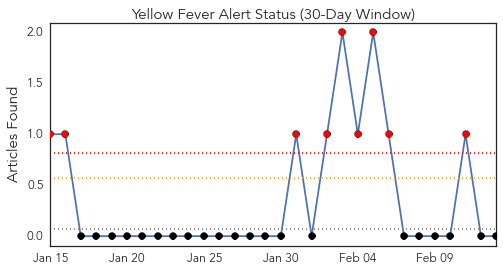 Yellow Fever Alert Status (30-Day Window)
Articles Found
2.0
1.5
1.0
0.5
0.0
Jan 15 Jan 20 Jan 25 Jan 30 Feb 04 Feb 09